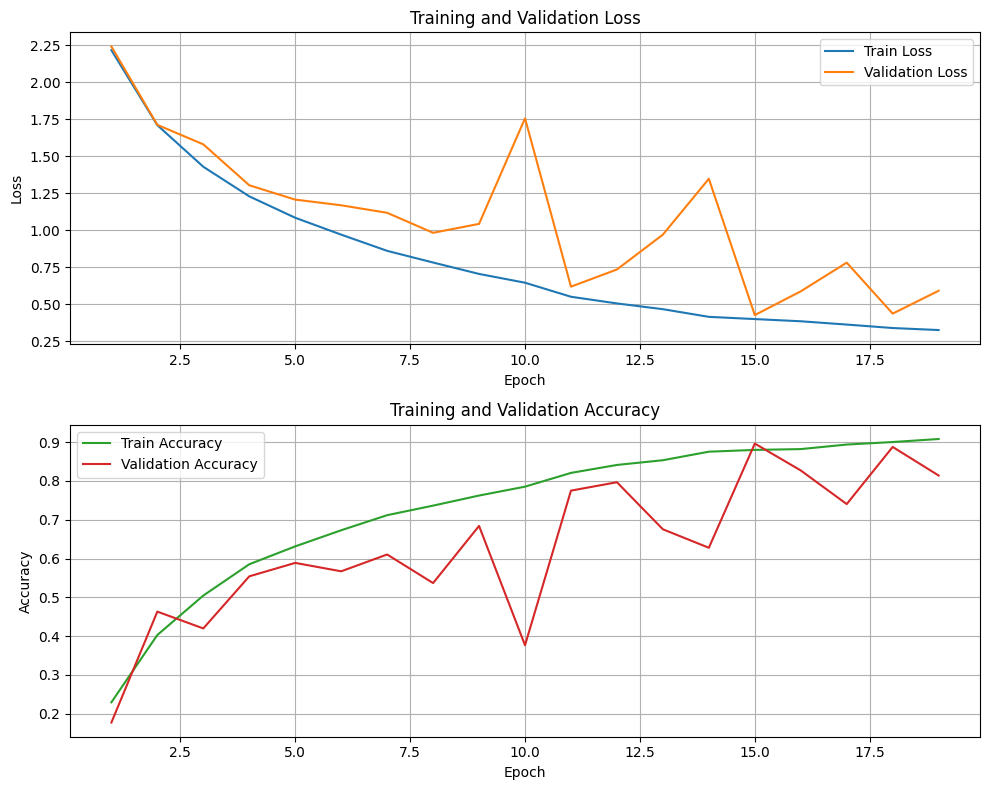 Training and Validation Loss
Train Loss
Validation Loss
2.25
2.00
1.75
1.50
1.25
1.00
0.75
0.50
0.25
Loss
2.5 5.0 7.5 10.0 12.5 15.0 17.5
Epoch
Training and Validation Accuracy
Train Accuracy
Validation Accuracy
0.9
0.8
0.7
0.6
0.5
0.4
0.3
0.2
Accuracy
2.5 5.0 7.5 10.0 12.5 15.0 17.5
Epoch